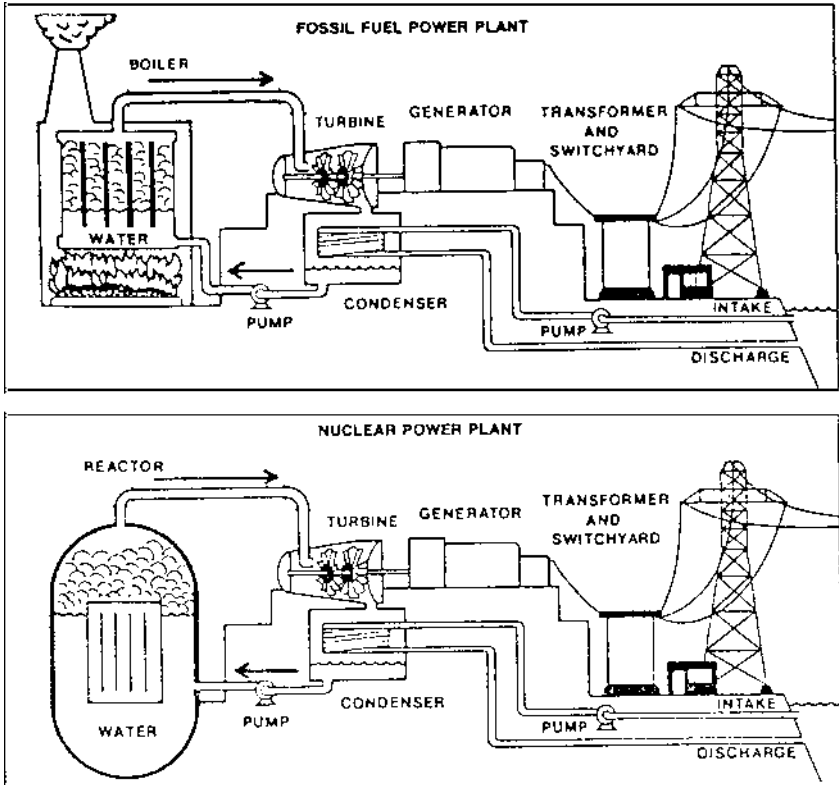 FOSSIL FUEL POWER PLANT
BOILER
TURBINE
GENERATOR
TRANSFORMER
AND
SWITCHYARD
WATER
PUMP
CONDENSER
PUMP
INTAKE
DISCHARGE
NUCLEAR POWER PLANT
REACTOR
TURBINE
GENERATOR
TRANSFORMER
AND
SWITCHYARD
WATER
PUMP
CONDENSER
PUMP
INTAKE
DISCHARGE